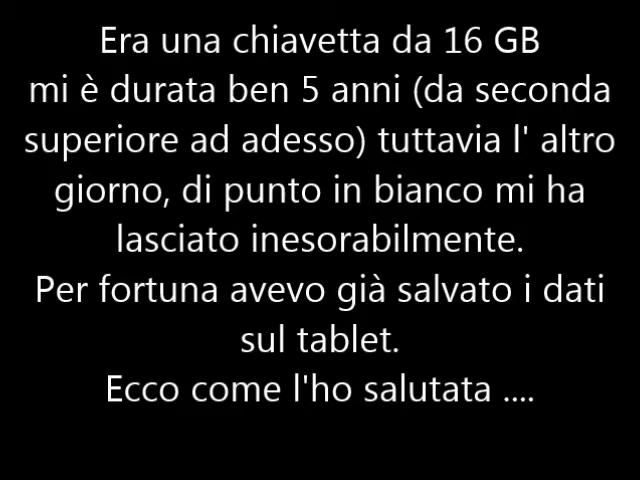 Era una chiavetta da 16 GB
mi è durata ben 5 anni (da seconda
superiore ad adesso) tuttavia l' altro
giorno, di punto in bianco mi ha
lasciato inesorabilmente.
Per fortuna avevo già salvato i dati
sul tablet.
Ecco come l'ho salutata ....